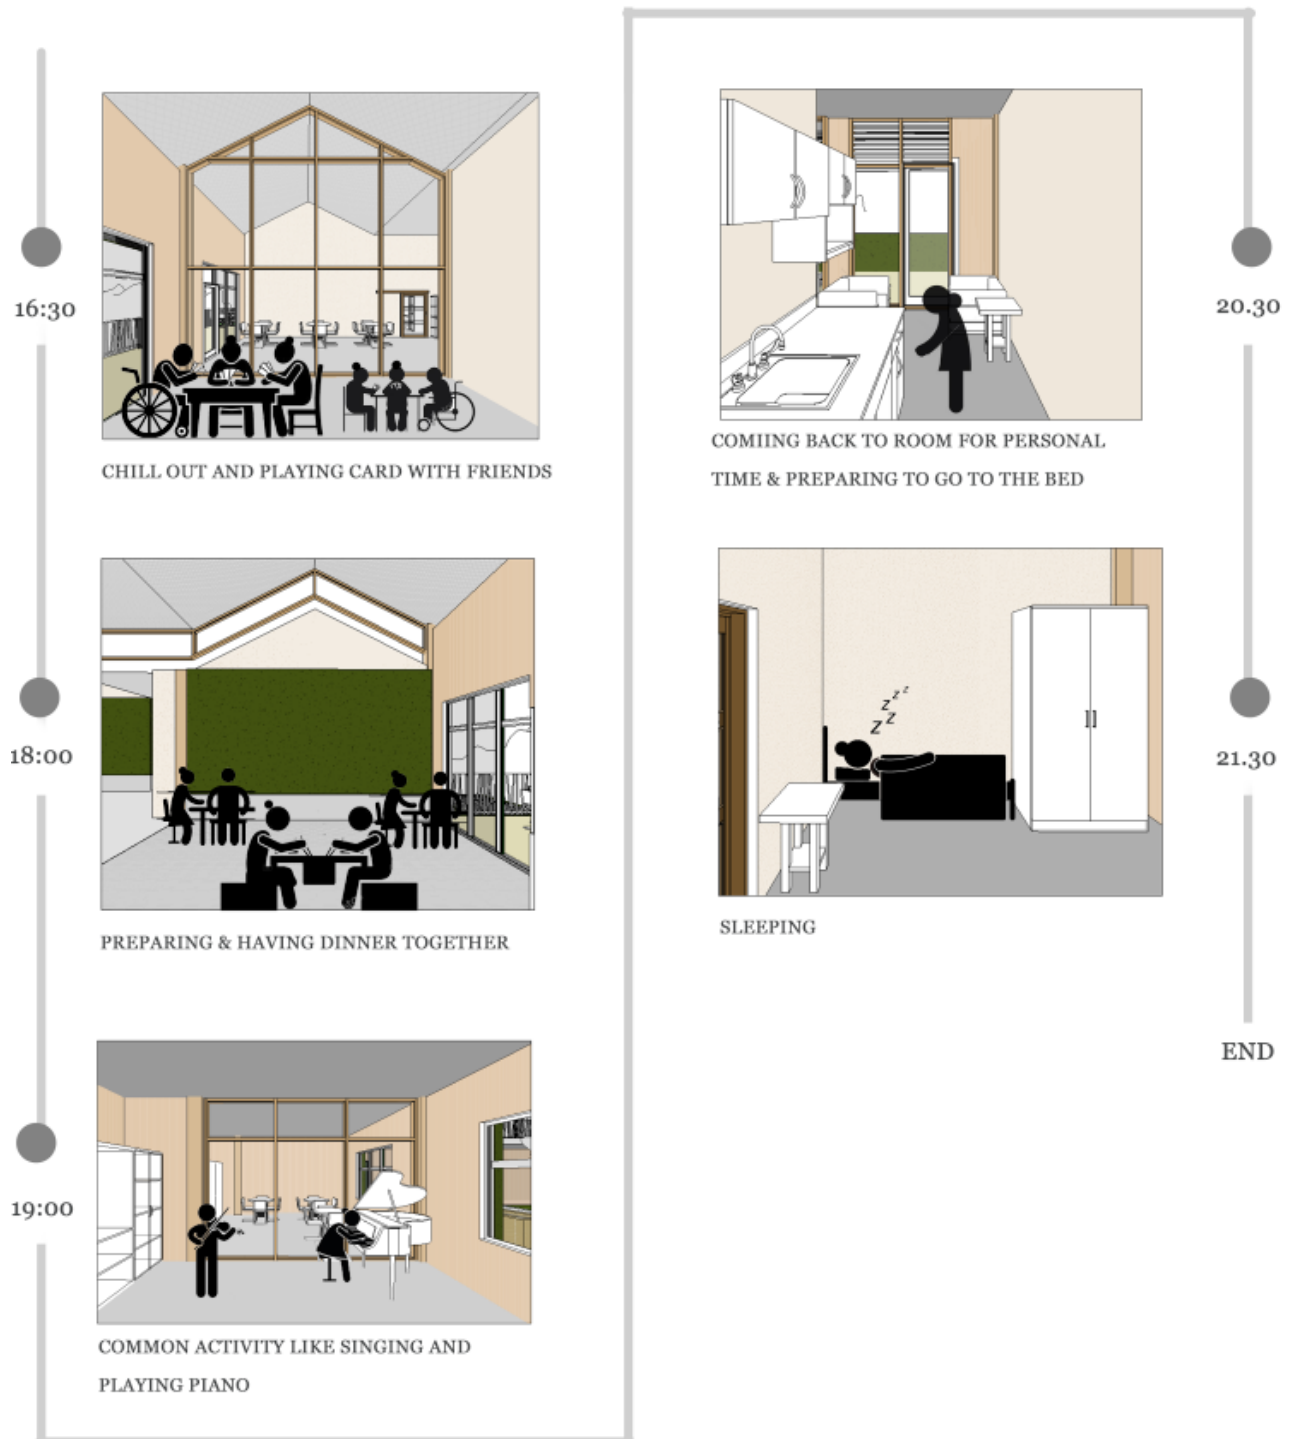 16:30
CHILL OUT AND PLAYING CARD WITH FRIENDS
18:00
PREPARING & HAVING DINNER TOGETHER
19:00
COMMON ACTIVITY LIKE SINGING AND
PLAYING PIANO
20.30
COMIING BACK TO ROOM FOR PERSONAL
TIME & PREPARING TO GO TO THE BED
21.30
z z z z z
SLEEPING
END